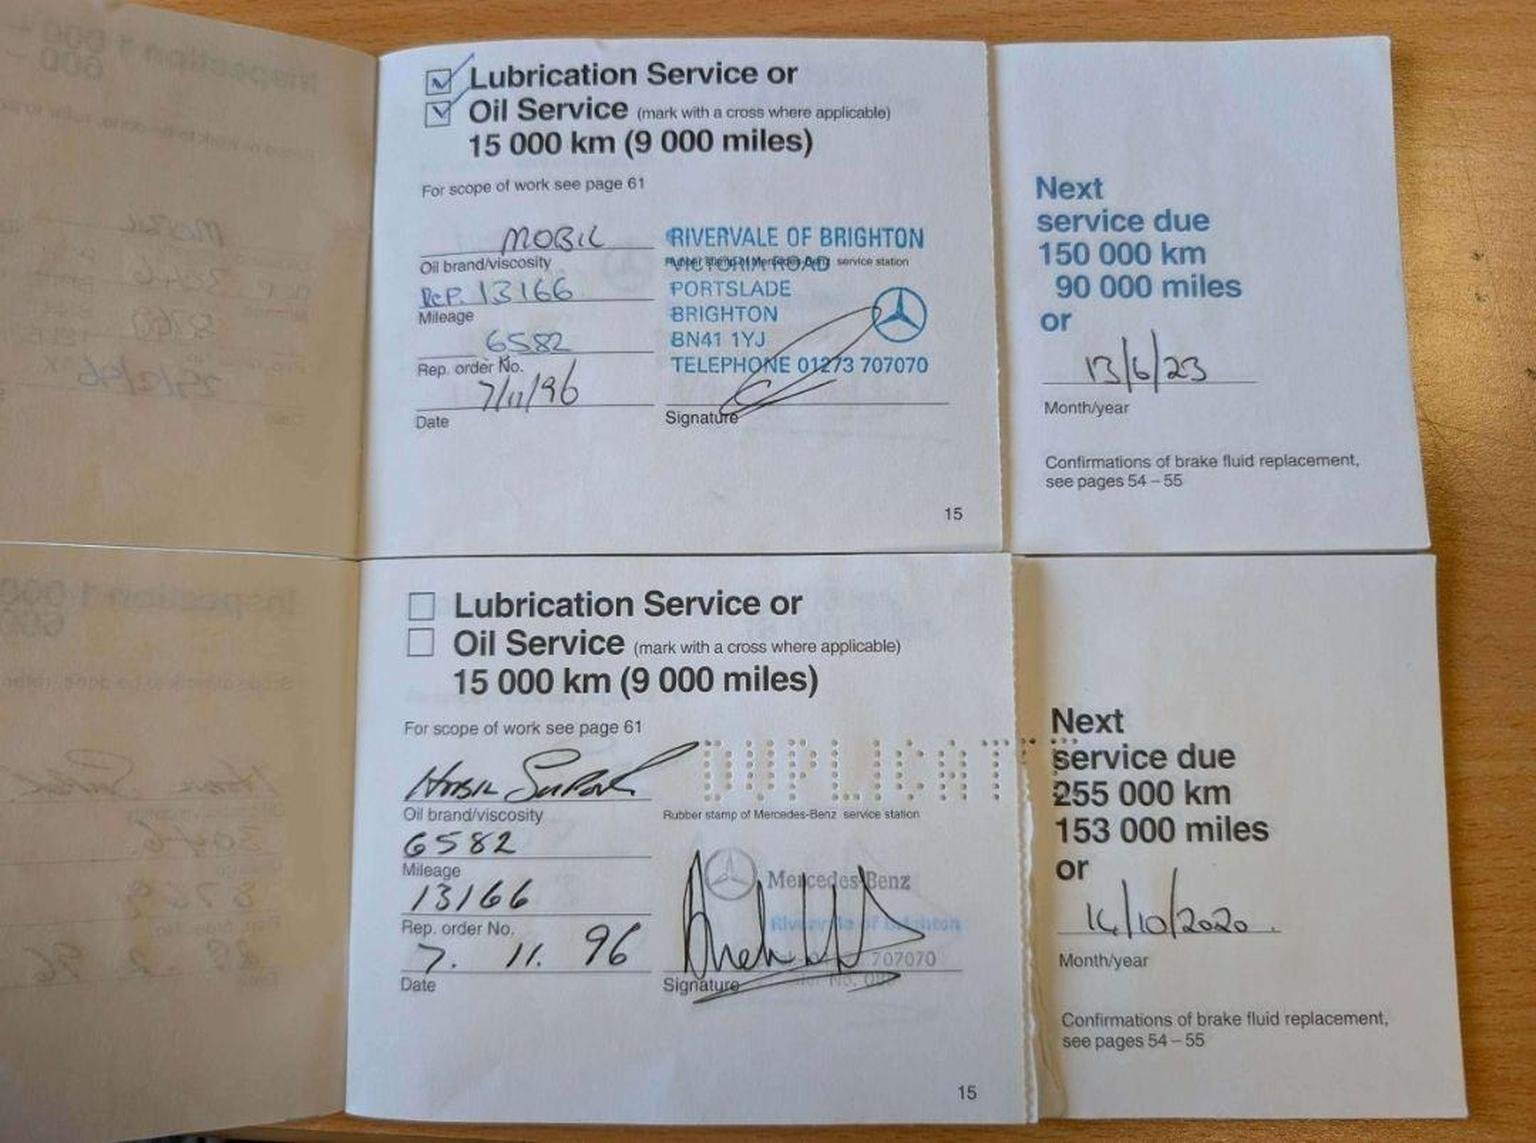 Lubrication Service or
Oil Service (mark with a cross where applicable)
15 000 km (9 000 miles)
For scope of work see page 61
MOBIL
Oil brand/viscosity
13166
Mileage
6582
Rep. order No.
7/11/96
Date
RIVERVALE OF BRIGHTON
Rubber stamp of Mercedes-Benz service station
VICTORIA ROAD
PORTSLADE
BRIGHTON
BN41 1YJ
TELEPHONE 01273 707070
Signature
15
Next
service due
150 000 km
90 000 miles
or
13/6/23
Month/year
Confirmations of brake fluid replacement,
see pages 54 – 55
Lubrication Service or
Oil Service (mark with a cross where applicable)
15 000 km (9 000 miles)
For scope of work see page 61
Mobil
Oil brand/viscosity
6582
Mileage
13166
Rep. order No.
7. 11. 96
Date
DUPLICATE
Rubber stamp of Mercedes-Benz service station
Mercedes-Benz
Rivervale of Brighton
707070
Signature
15
Next
service due
255 000 km
153 000 miles
or
14/10/2020
Month/year
Confirmations of brake fluid replacement,
see pages 54 – 55